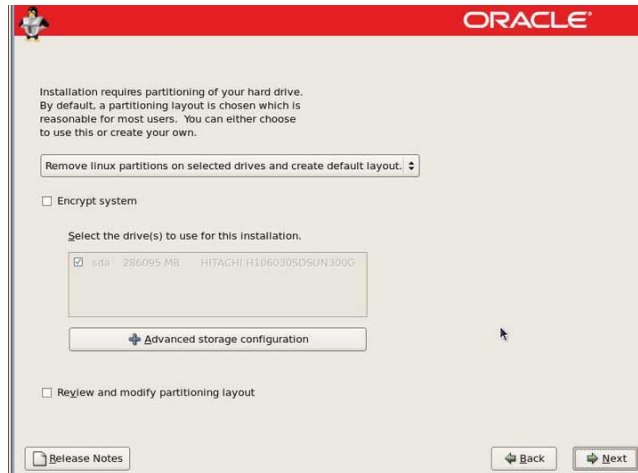 ORACLE
Installation requires partitioning of your hard drive.
By default, a partitioning layout is chosen which is
reasonable for most users. You can either choose
to use this or create your own.
Remove linux partitions on selected drives and create default layout.
Encrypt system
Select the drive(s) to use for this installation.
sda 286095 MB HITACHI H106030SDSUN300G
Advanced storage configuration
Review and modify partitioning layout
Release Notes
Back
Next